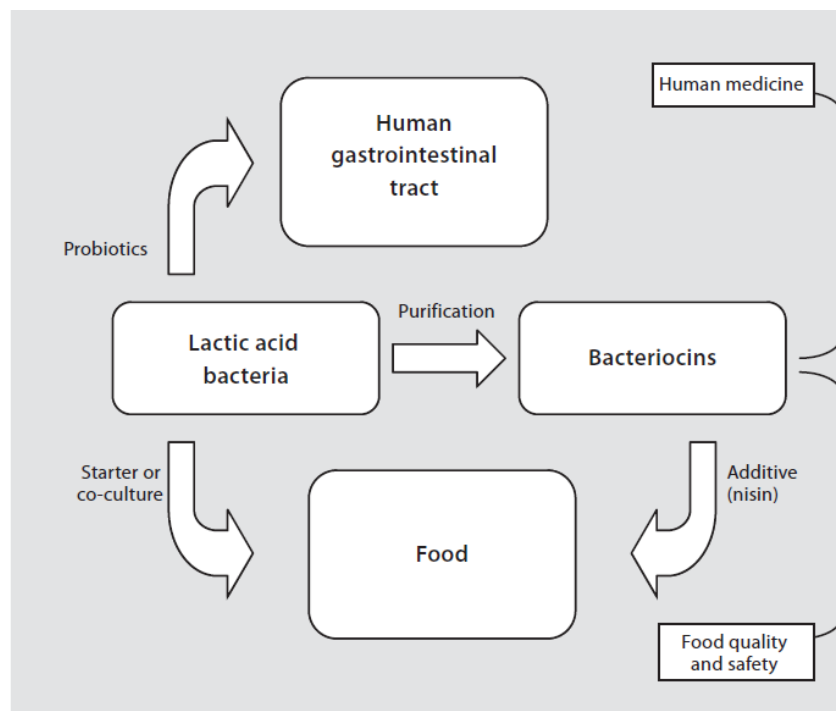 Human medicine
Human
gastrointestinal
tract
Probiotics
Purification
Lactic acid
bacteria
Bacteriocins
Starter or
co-culture
Additive
(nisin)
Food
Food quality
and safety